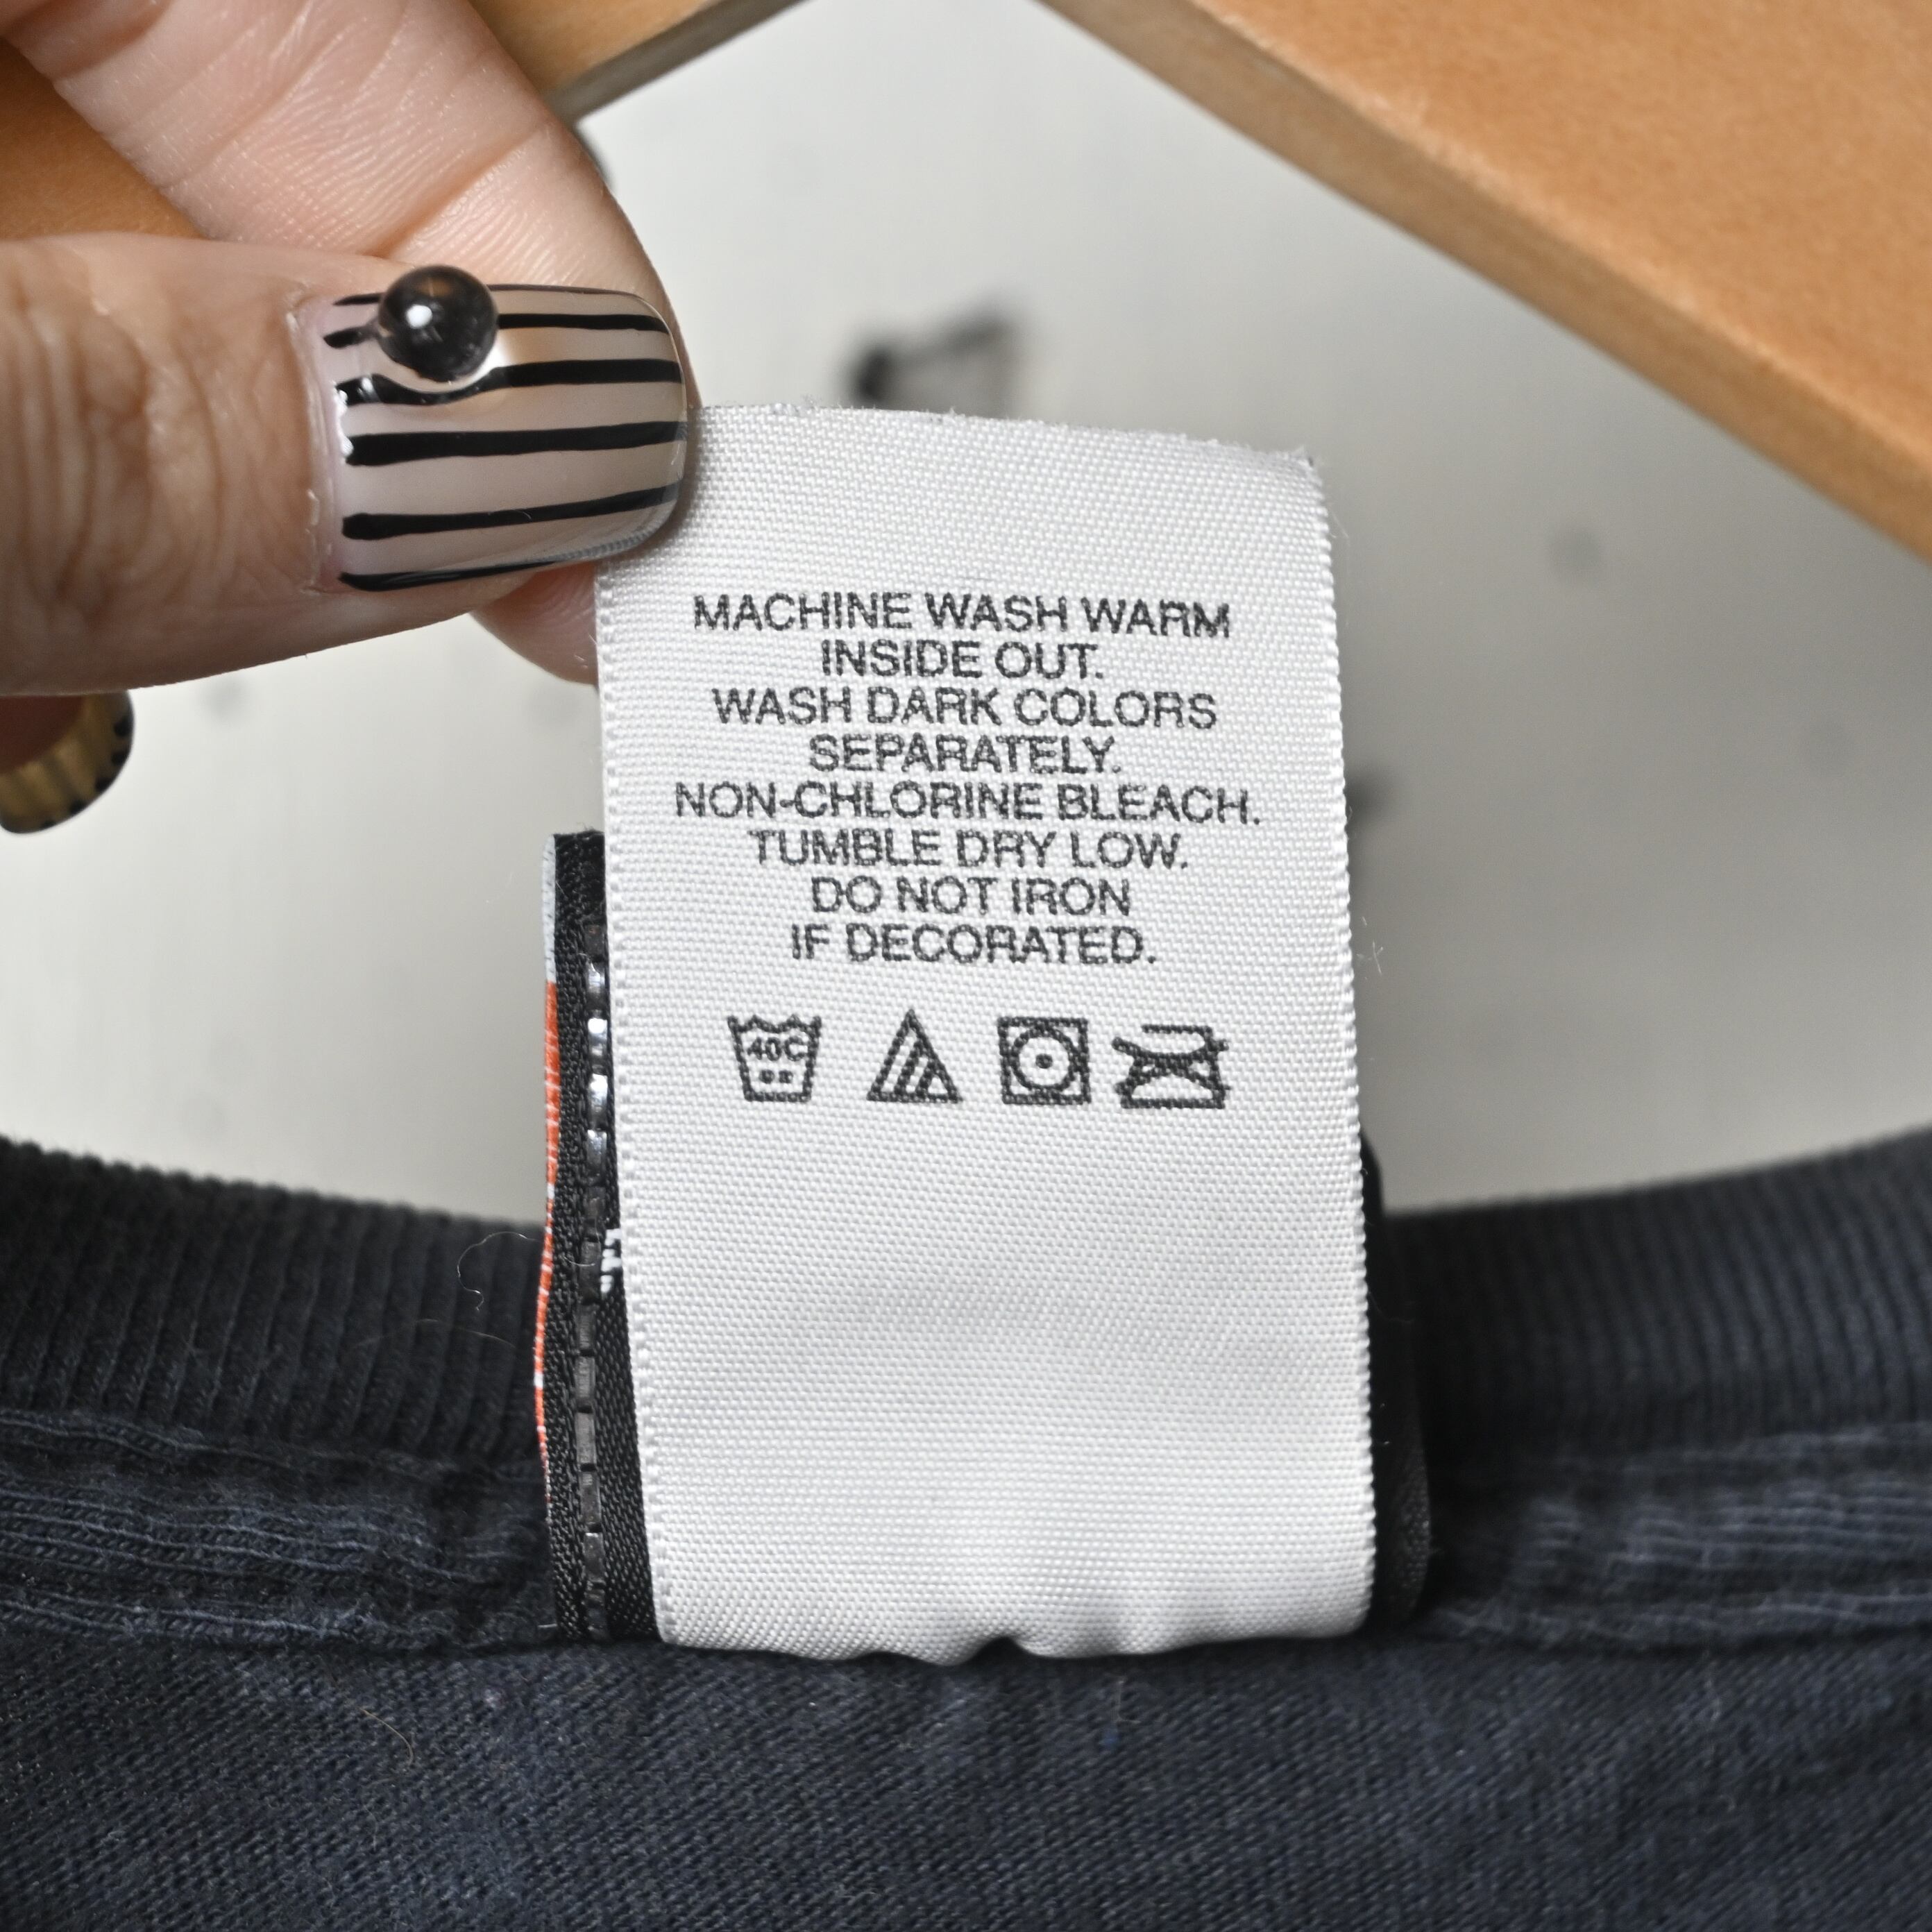 MACHINE WASH WARM
INSIDE OUT.
WASH DARK COLORS
SEPARATELY.
NON-CHLORINE BLEACH.
TUMBLE DRY LOW.
DO NOT IRON
IF DECORATED.
40C